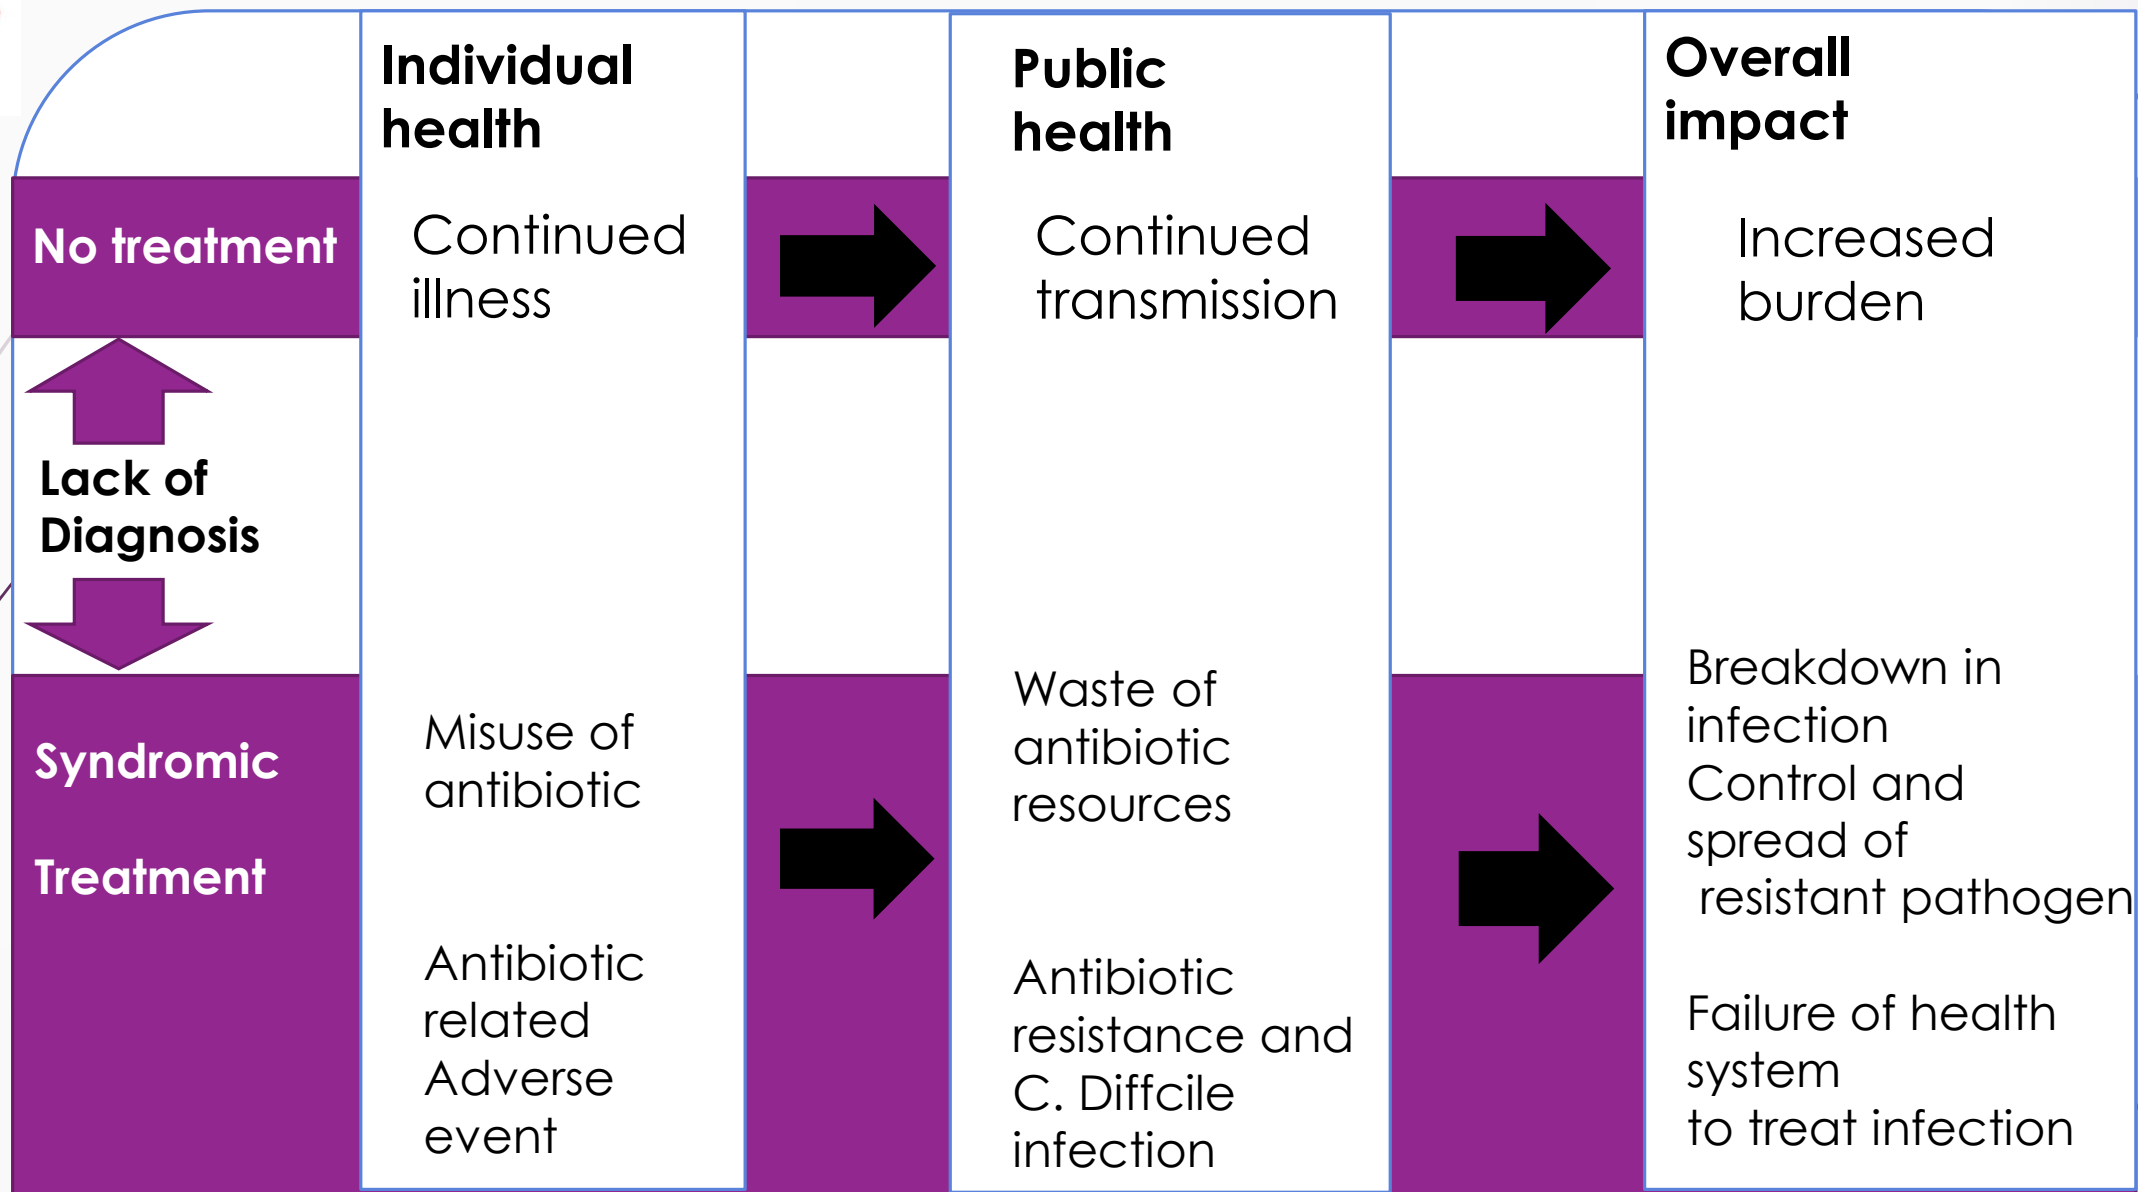 Individual
health
Public
health
Overall
impact
No treatment
Continued
illness
Continued
transmission
Increased
burden
Lack of
Diagnosis
Syndromic
Treatment
Misuse of
antibiotic
Antibiotic
related
Adverse
event
Waste of
antibiotic
resources
Antibiotic
resistance and
C. Diffcile
infection
Breakdown in
infection
Control and
spread of
resistant pathogen
Failure of health
system
to treat infection